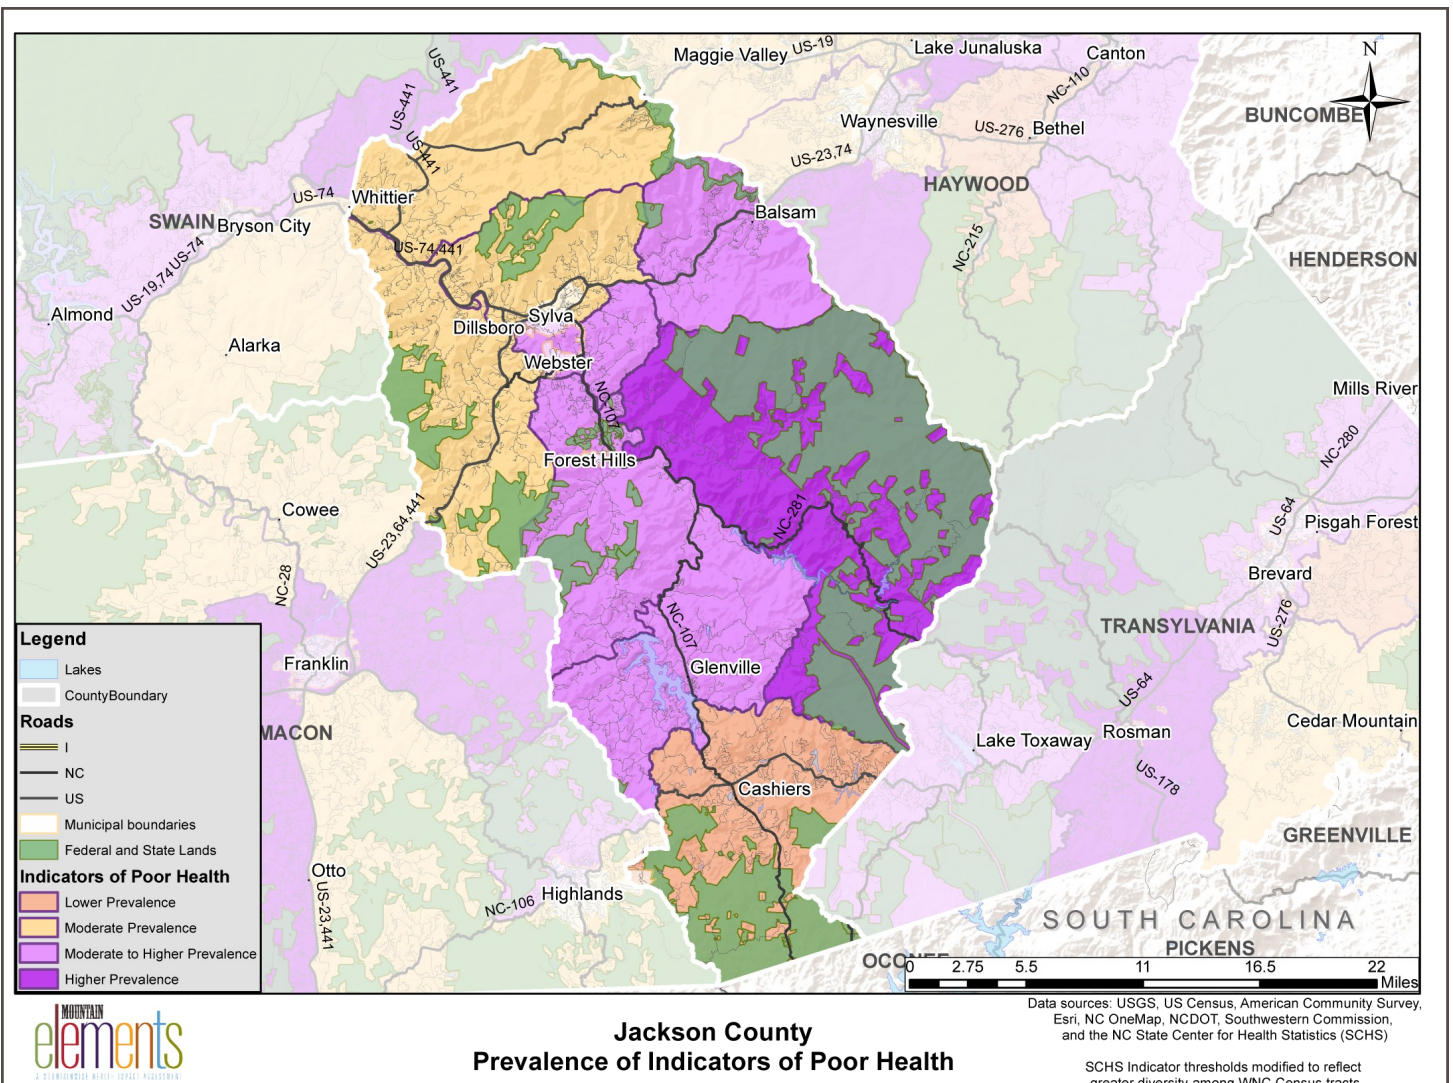 US-441
Maggie Valley
US-19
Lake Junaluska
Canton
N
US-441
NC-110
BUNCOMBE
Waynesville
US-276
Bethel
US-441
US-23,74
HAYWOOD
US-74
Whittier
Balsam
SWAIN
Bryson City
US-74,441
NC-215
HENDERSON
US-19,74
US-74
Almond
Sylva
Dillsboro
Alarka
Webster
Mills River
NC-107
NC-280
Forest Hills
Cowee
US-23,64,441
NC-281
US-64
Pisgah Forest
NC-28
Brevard
US-276
TRANSYLVANIA
NC-107
Glenville
Franklin
US-64
MACON
Cedar Mountain
Rosman
Lake Toxaway
US-178
Cashiers
GREENVILLE
Otto
US-23,441
Highlands
NC-106
SOUTH CAROLINA
PICKENS
OCONEE
0 2.75 5.5 11 16.5 22
Miles
Legend
Lakes
CountyBoundary
Roads
I
NC
US
Municipal boundaries
Federal and State Lands
Indicators of Poor Health
Lower Prevalence
Moderate Prevalence
Moderate to Higher Prevalence
Higher Prevalence
MOUNTAIN
elements
Jackson County
Prevalence of Indicators of Poor Health
Data sources: USGS, US Census, American Community Survey,
Esri, NC OneMap, NCDOT, Southwestern Commission,
and the NC State Center for Health Statistics (SCHS)
SCHS Indicator thresholds modified to reflect
greater diversity among WNC Census tracts